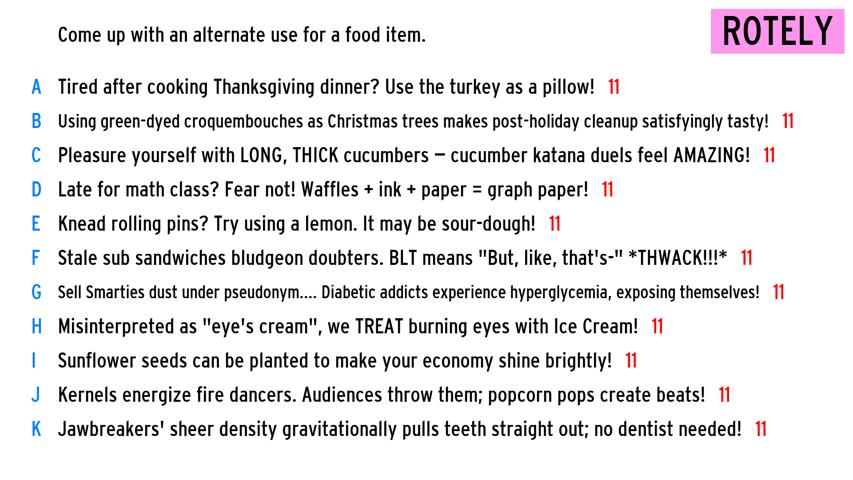 Come up with an alternate use for a food item.
ROTELY
A Tired after cooking Thanksgiving dinner? Use the turkey as a pillow! 11
B Using green-dyed croquembouches as Christmas trees makes post-holiday cleanup satisfyingly tasty! 11
C Pleasure yourself with LONG, THICK cucumbers – cucumber katana duels feel AMAZING! 11
D Late for math class? Fear not! Waffles + ink + paper = graph paper! 11
E Knead rolling pins? Try using a lemon. It may be sour-dough! 11
F Stale sub sandwiches bludgeon doubters. BLT means "But, like, that's-" *THWACK!!!* 11
G Sell Smarties dust under pseudonym.... Diabetic addicts experience hyperglycemia, exposing themselves! 11
H Misinterpreted as "eye's cream", we TREAT burning eyes with Ice Cream! 11
I Sunflower seeds can be planted to make your economy shine brightly! 11
J Kernels energize fire dancers. Audiences throw them; popcorn pops create beats! 11
K Jawbreakers' sheer density gravitationally pulls teeth straight out; no dentist needed! 11